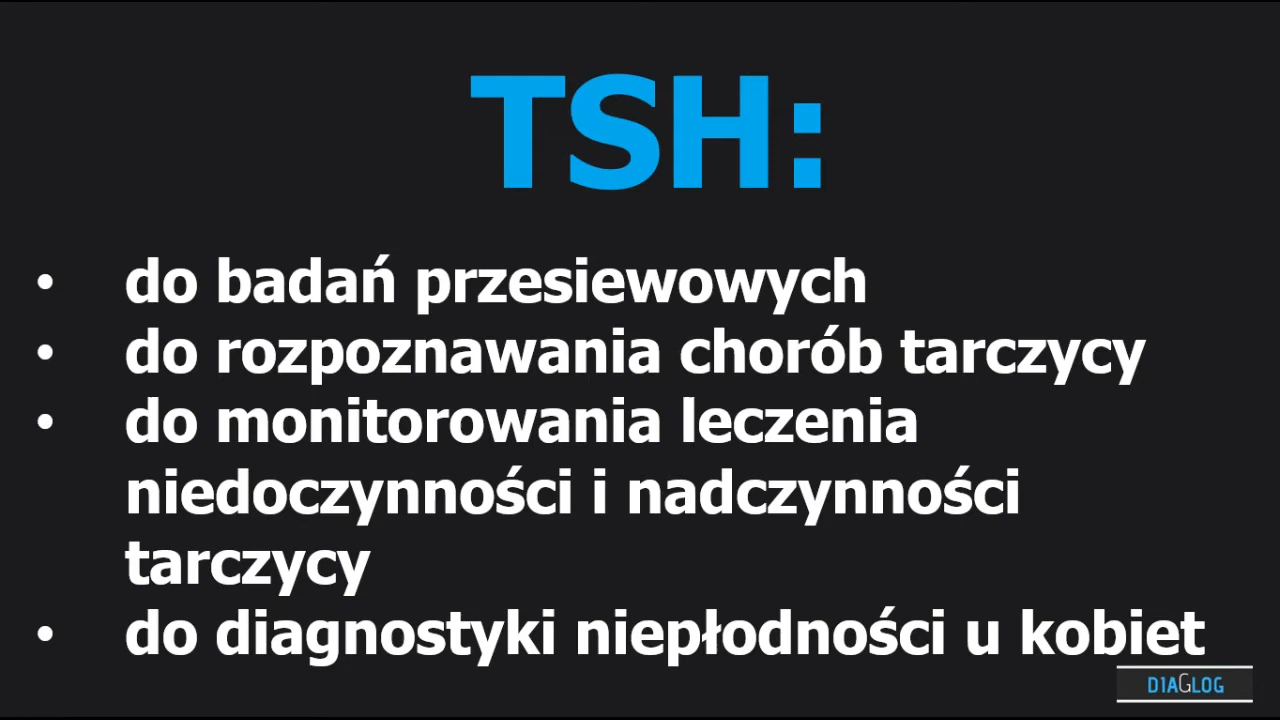 TSH:
• do badań przesiewowych
• do rozpoznawania chorób tarczycy
• do monitorowania leczenia
niedoczynności i nadczynności
tarczycy
• do diagnostyki niepłodności u kobiet
DIAGLOG